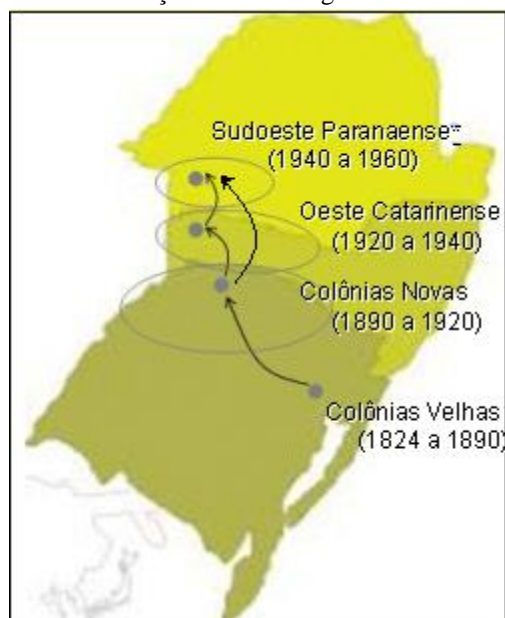 Sudoeste Paranaense
(1940 a 1960)
Oeste Catarinense
(1920 a 1940)
Colônias Novas
(1890 a 1920)
Colônias Velhas
(1824 a 1890)